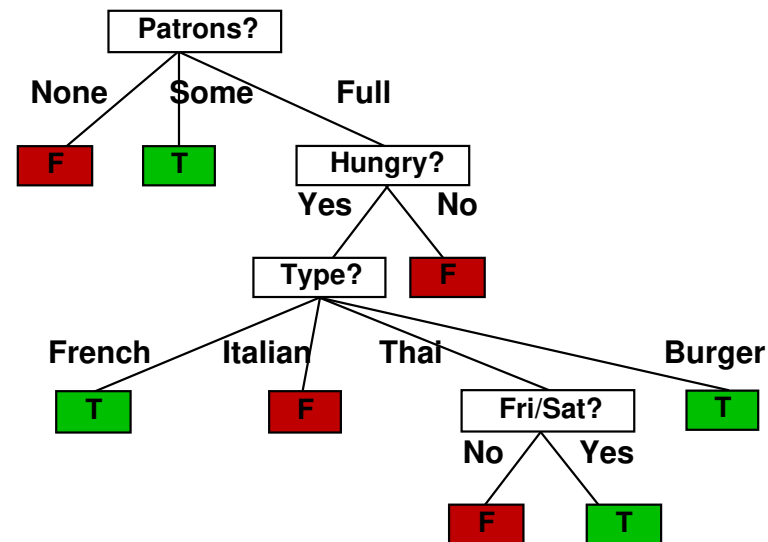 Patrons?
None Some Full
F T Hungry?
Yes No
Type? F
French Italian Thai Burger
T F Fri/Sat? T
No Yes
F T